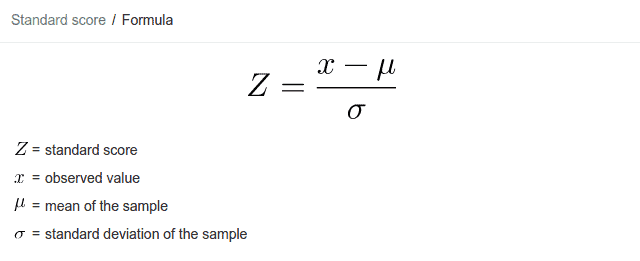 Standard score / Formula
Z = x − μ / σ
Z = standard score
x = observed value
μ = mean of the sample
σ = standard deviation of the sample